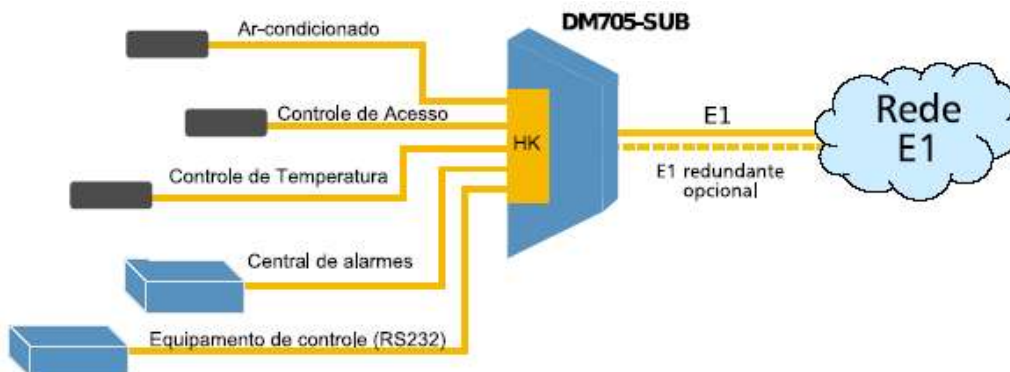 DM705-SUB
Ar-condicionado
Controle de Acesso
Controle de Temperatura
Central de alarmes
Equipamento de controle (RS232)
HK
E1
E1 redundante
opcional
Rede
E1